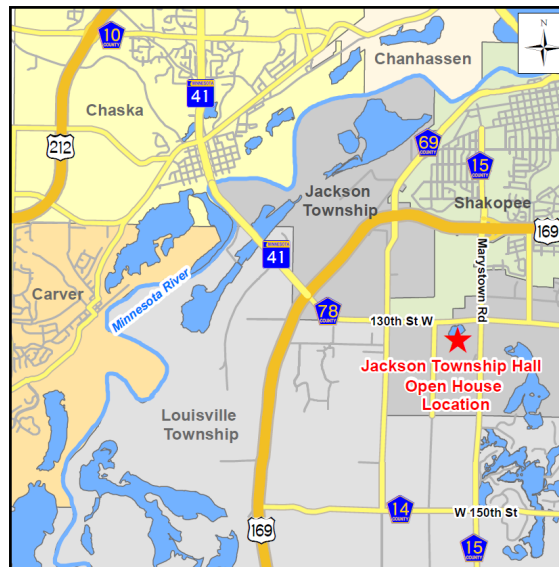 N
10
COUNTY
Chanhassen
MINNESOTA
41
Chaska
212
69
COUNTY
15
COUNTY
Jackson
Township
Shakopee
169
MINNESOTA
41
Marystown Rd
Carver
Minnesota River
78
COUNTY
130th St W
Jackson Township Hall
Open House
Location
Louisville
Township
14
COUNTY
W 150th St
169
15
COUNTY